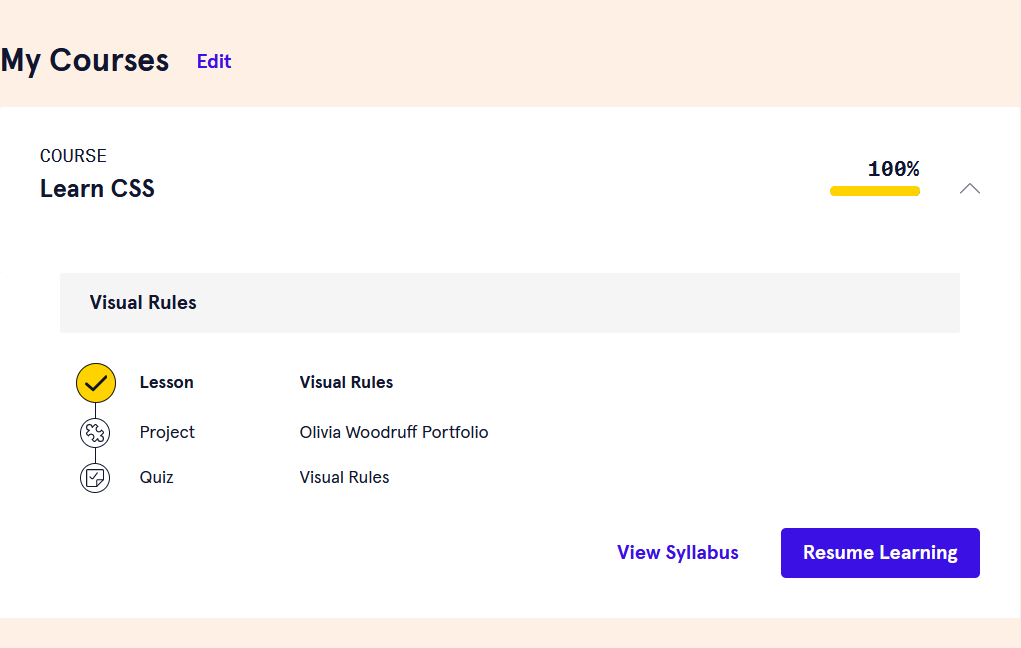 My Courses Edit
COURSE
Learn CSS
100%
Visual Rules
Lesson Visual Rules
Project Olivia Woodruff Portfolio
Quiz Visual Rules
View Syllabus Resume Learning